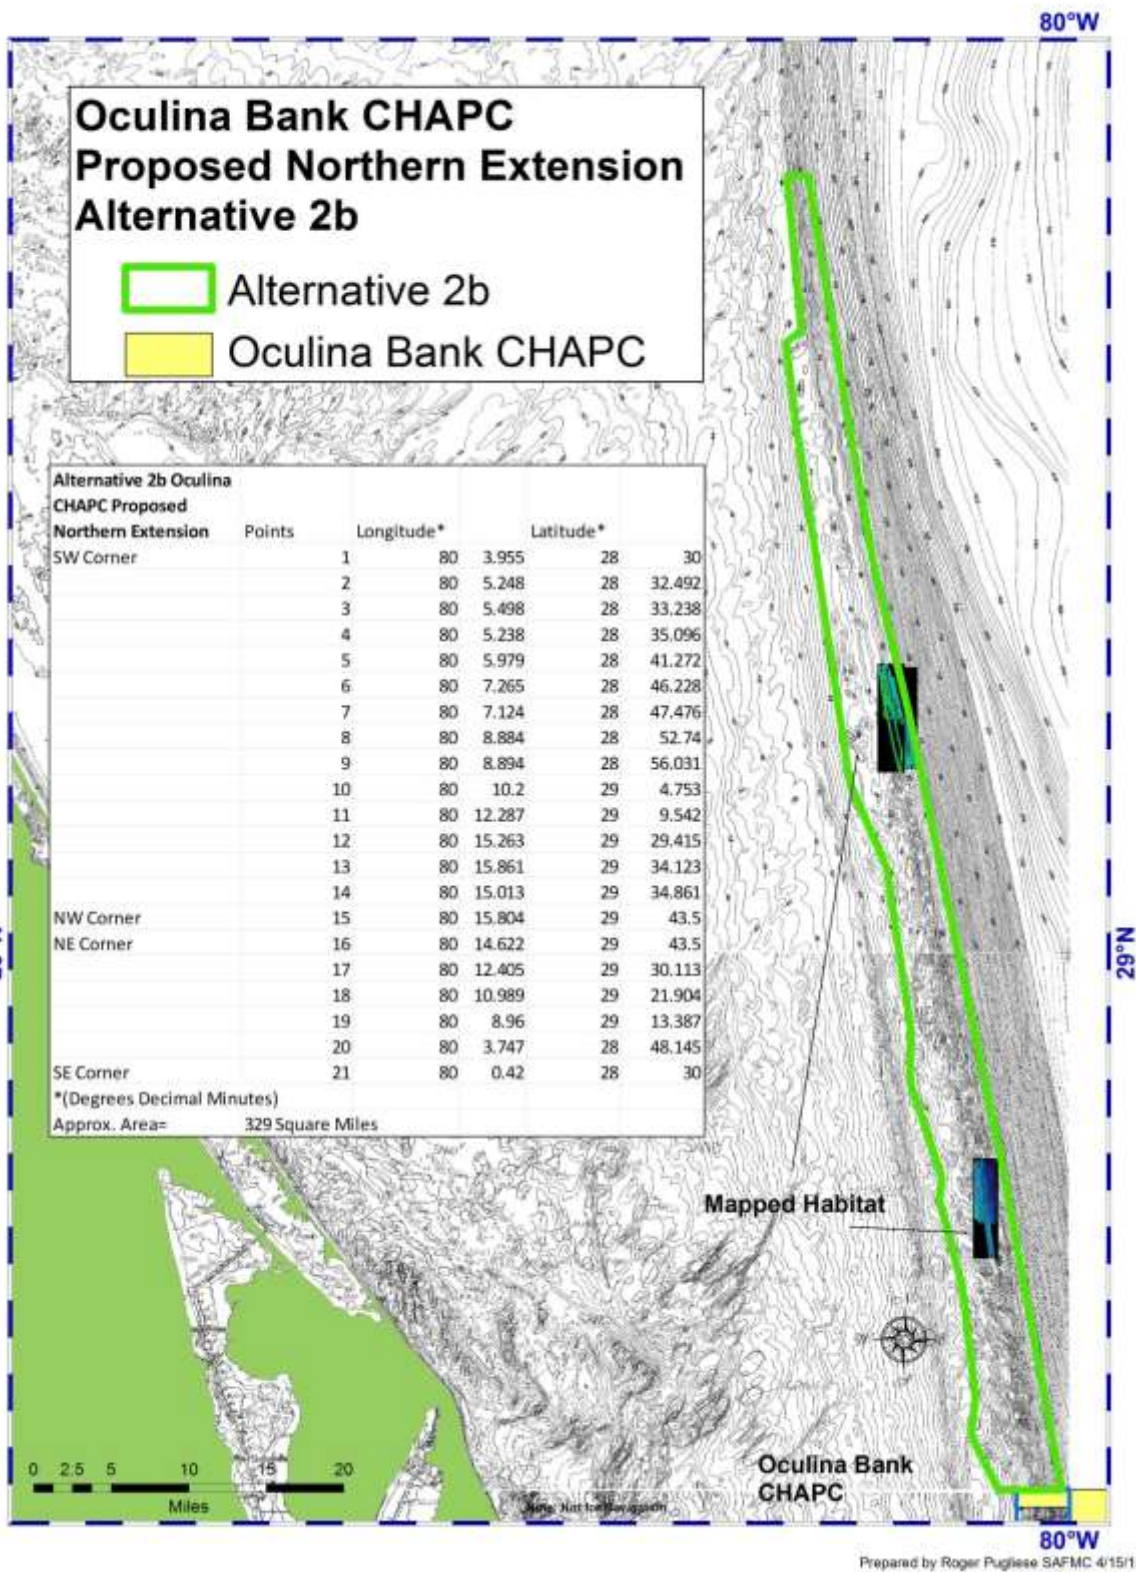 80°W
Oculina Bank CHAPC
Proposed Northern Extension
Alternative 2b
Alternative 2b
Oculina Bank CHAPC
Alternative 2b Oculina
CHAPC Proposed
Northern Extension Points Longitude* Latitude*
SW Corner 1 80 3.955 28 30
2 80 5.248 28 32.492
3 80 5.498 28 33.238
4 80 5.238 28 35.096
5 80 5.979 28 41.272
6 80 7.265 28 46.228
7 80 7.124 28 47.476
8 80 8.884 28 52.74
9 80 8.894 28 56.031
10 80 10.2 29 4.753
11 80 12.287 29 9.542
12 80 15.263 29 29.415
13 80 15.861 29 34.123
14 80 15.013 29 34.861
NW Corner 15 80 15.804 29 43.5
NE Corner 16 80 14.622 29 43.5
17 80 12.405 29 30.113
18 80 10.989 29 21.904
19 80 8.96 29 13.387
20 80 3.747 28 48.145
SE Corner 21 80 0.42 28 30
*(Degrees Decimal Minutes)
Approx. Area= 329 Square Miles
29°N
Mapped Habitat
Oculina Bank
CHAPC
0 2.5 5 10 15 20
Miles
Note: Not for Navigation
80°W
Prepared by Roger Pugliese SAFMC 4/15/1